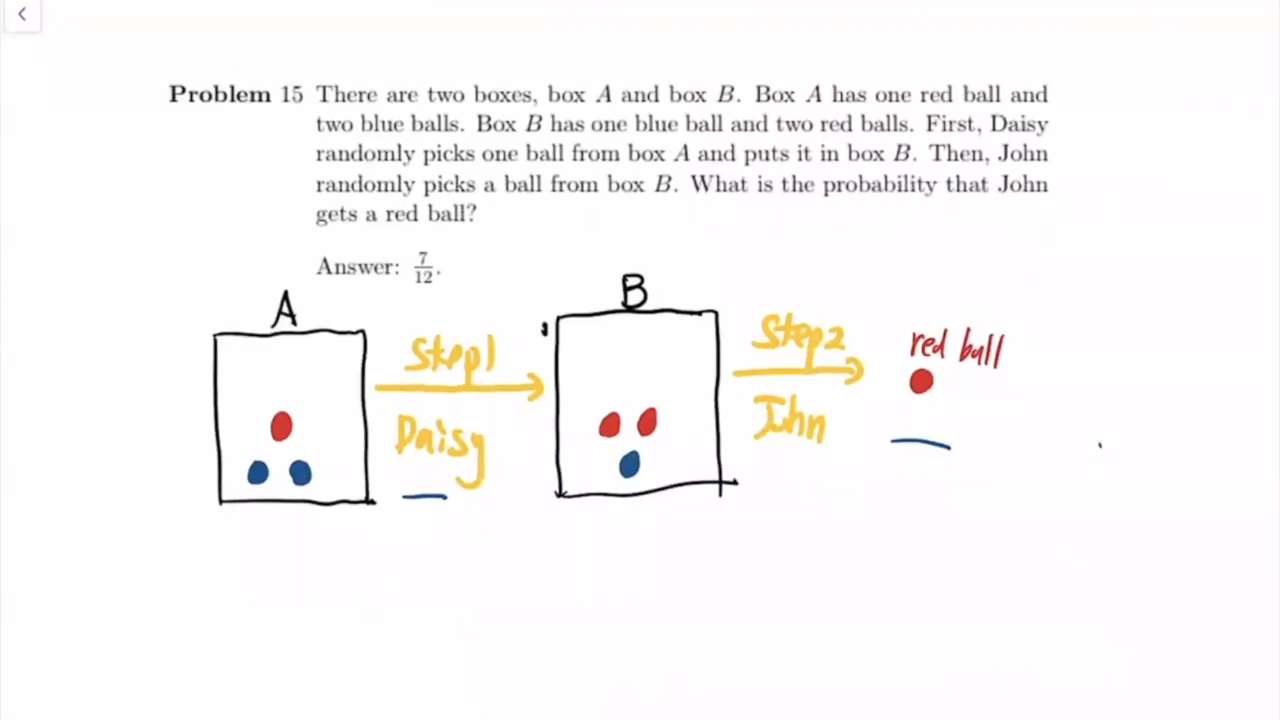 Problem 15 There are two boxes, box A and box B. Box A has one red ball and
two blue balls. Box B has one blue ball and two red balls. First, Daisy
randomly picks one ball from box A and puts it in box B. Then, John
randomly picks a ball from box B. What is the probability that John
gets a red ball?
Answer: 7/12.
A
B
Step1
Daisy
Step2
John
red ball